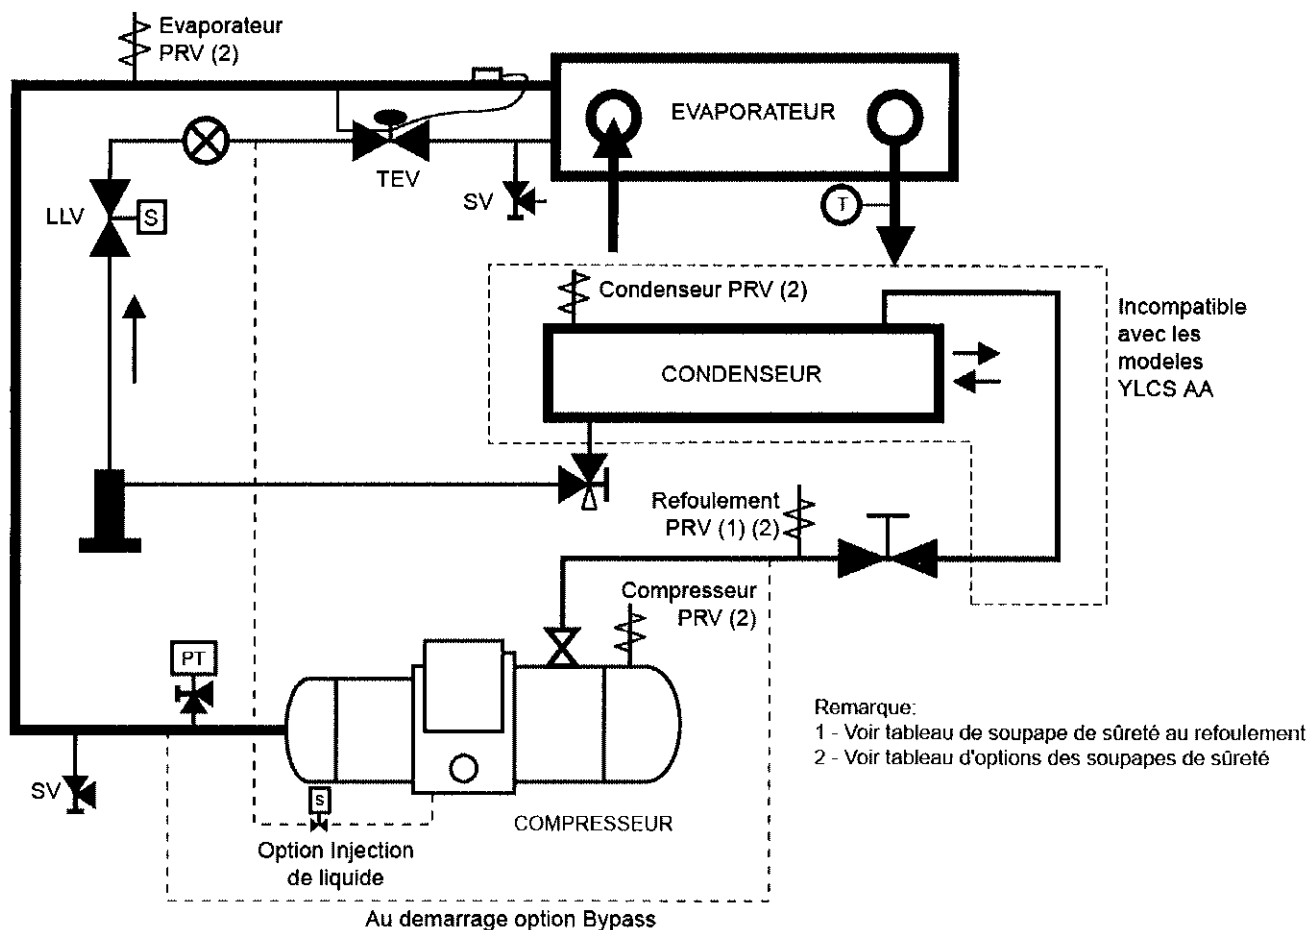 Evaporateur
PRV (2)
EVAPORATEUR
TEV
SV
T
LLV
S
Condenseur PRV (2)
CONDENSEUR
Incompatible
avec les
modeles
YLCS AA
Refoulement
PRV (1) (2)
Compresseur
PRV (2)
PT
SV
S
COMPRESSEUR
Option Injection
de liquide
Au demarrage option Bypass
Remarque:
1 - Voir tableau de soupape de sûreté au refoulement
2 - Voir tableau d'options des soupapes de sûreté